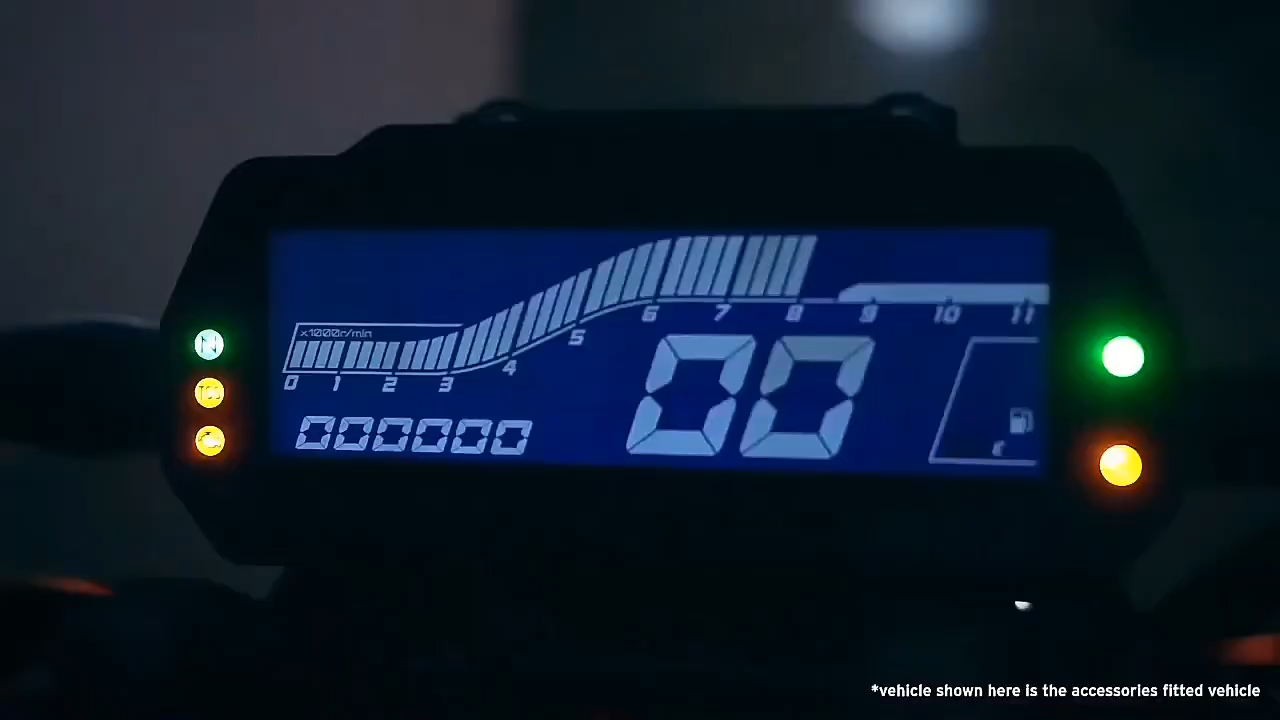 x1000r/min
0 1 2 3 4 5 6 7 8 9 10 11
N
TCS
000000
00
E
*vehicle shown here is the accessories fitted vehicle